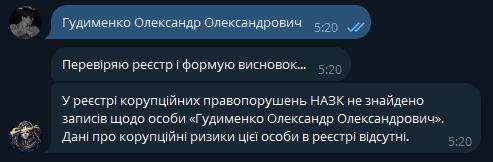 Гудименко Олександр Олександрович 5:20
Перевіряю реєстр і формую висновок... 5:20
У реєстрі корупційних правопорушень НАЗК не знайдено
записів щодо особи «Гудименко Олександр Олександрович».
Дані про корупційні ризики цієї особи в реєстрі відсутні. 5:20